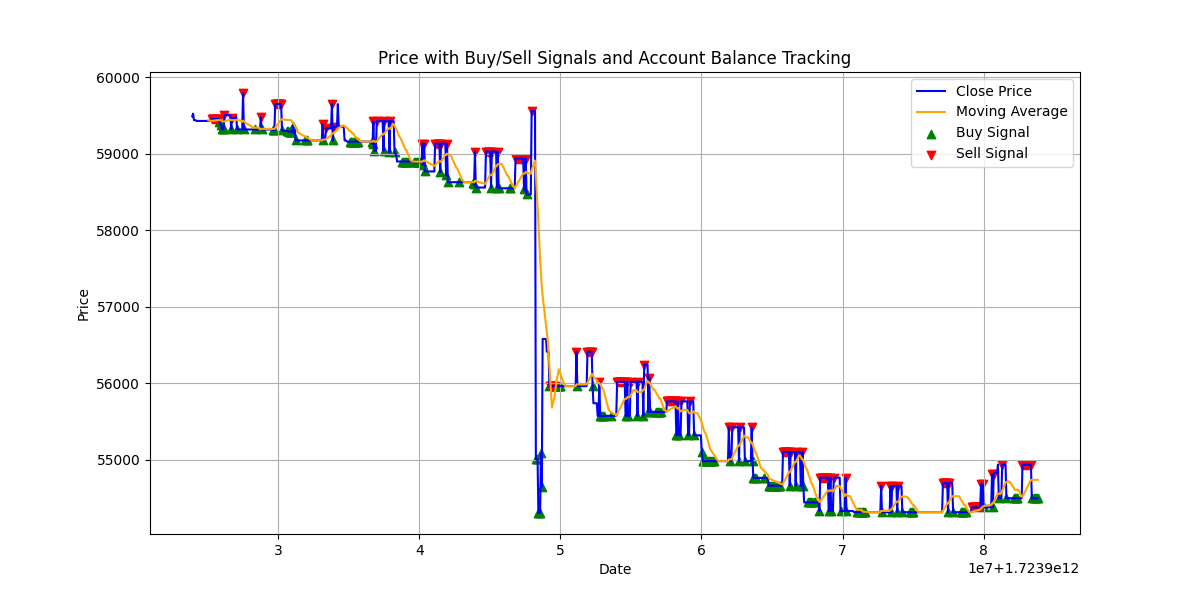 Price with Buy/Sell Signals and Account Balance Tracking
60000
59000
58000
57000
56000
55000
Price
Close Price
Moving Average
Buy Signal
Sell Signal
3 4 5 6 7 8
Date
1e7+1.7239e12